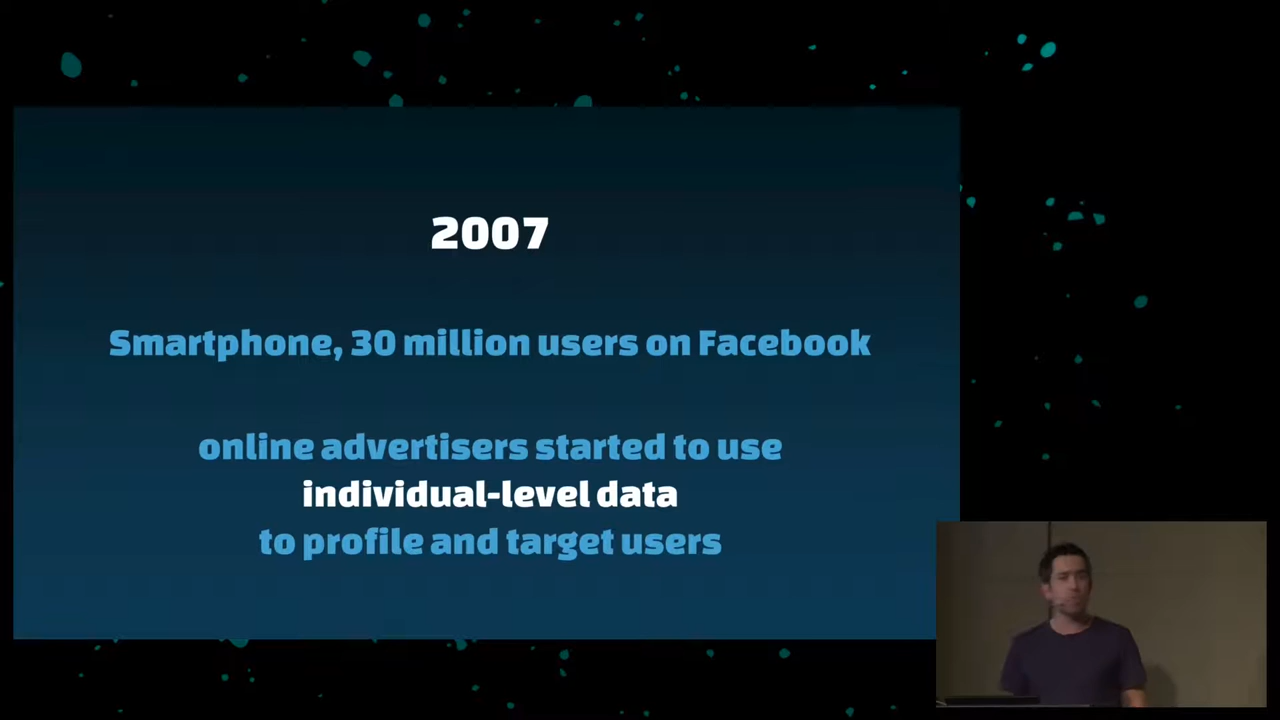 2007
Smartphone, 30 million users on Facebook
online advertisers started to use
individual-level data
to profile and target users